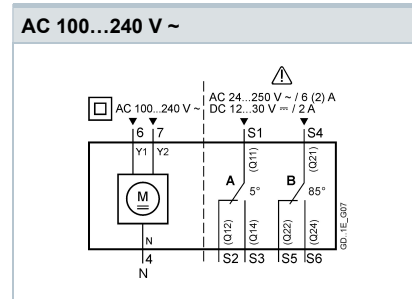 AC 100...240 V ~
AC 100...240 V ~
AC 24...250 V ~ / 6 (2) A
DC 12...30 V ⎓ / 2 A
6 7 S1 S4
Y1 Y2 (Q11) (Q21)
A 5° B 85°
M
(Q12) (Q14) (Q22) (Q24)
N
4 S2 S3 S5 S6
N
GD..1E_G07